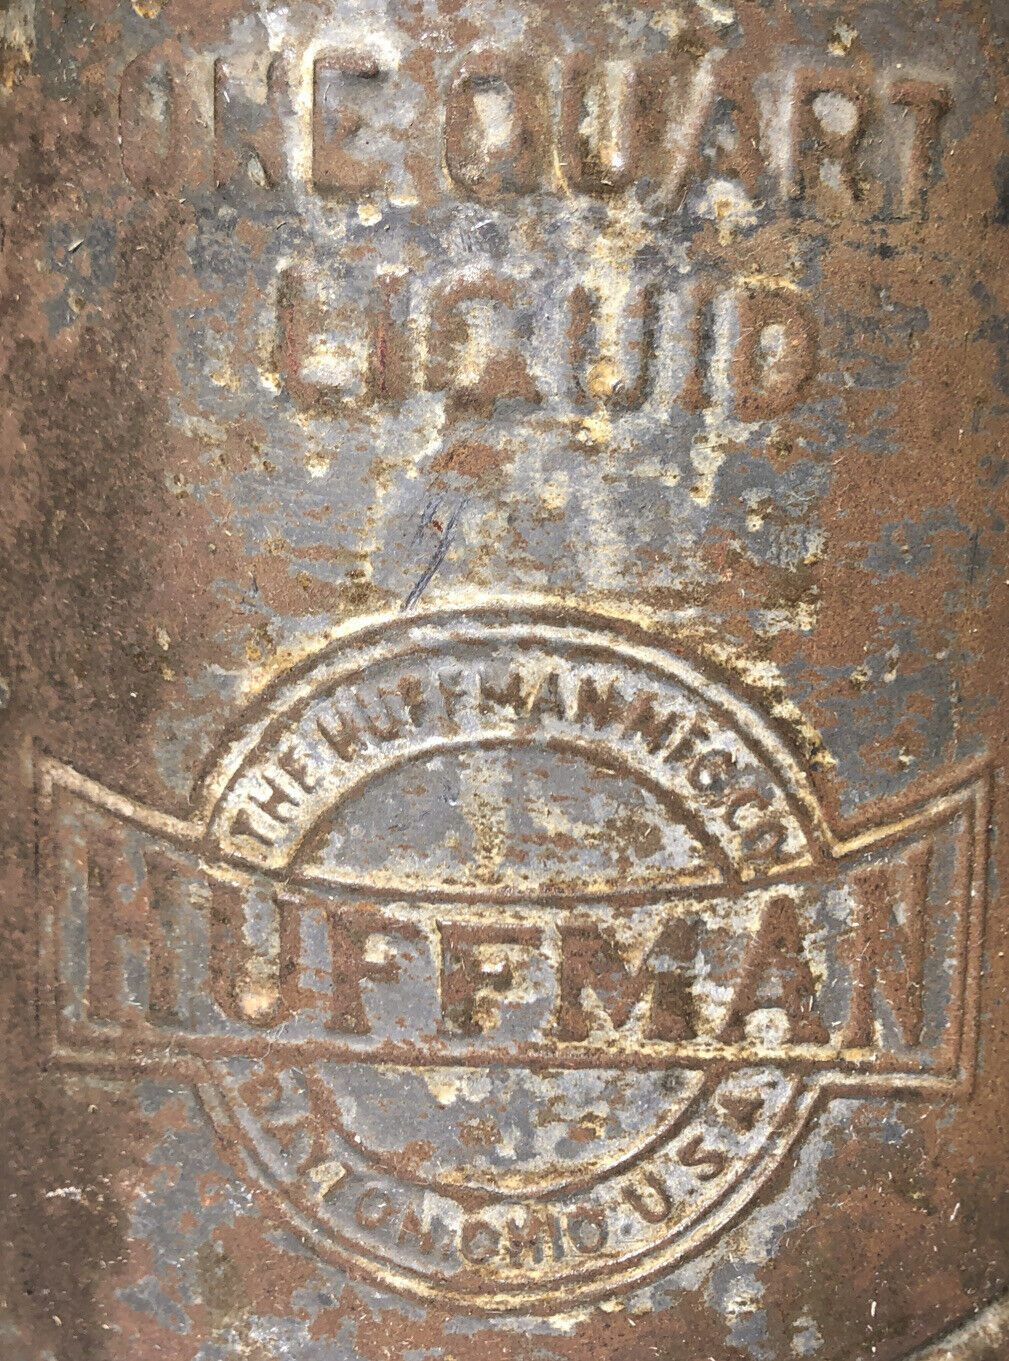 ONE QUART
LIQUID
THE HUFFMAN MFG. CO.
HUFFMAN
DAYTON. OHIO U.S.A.